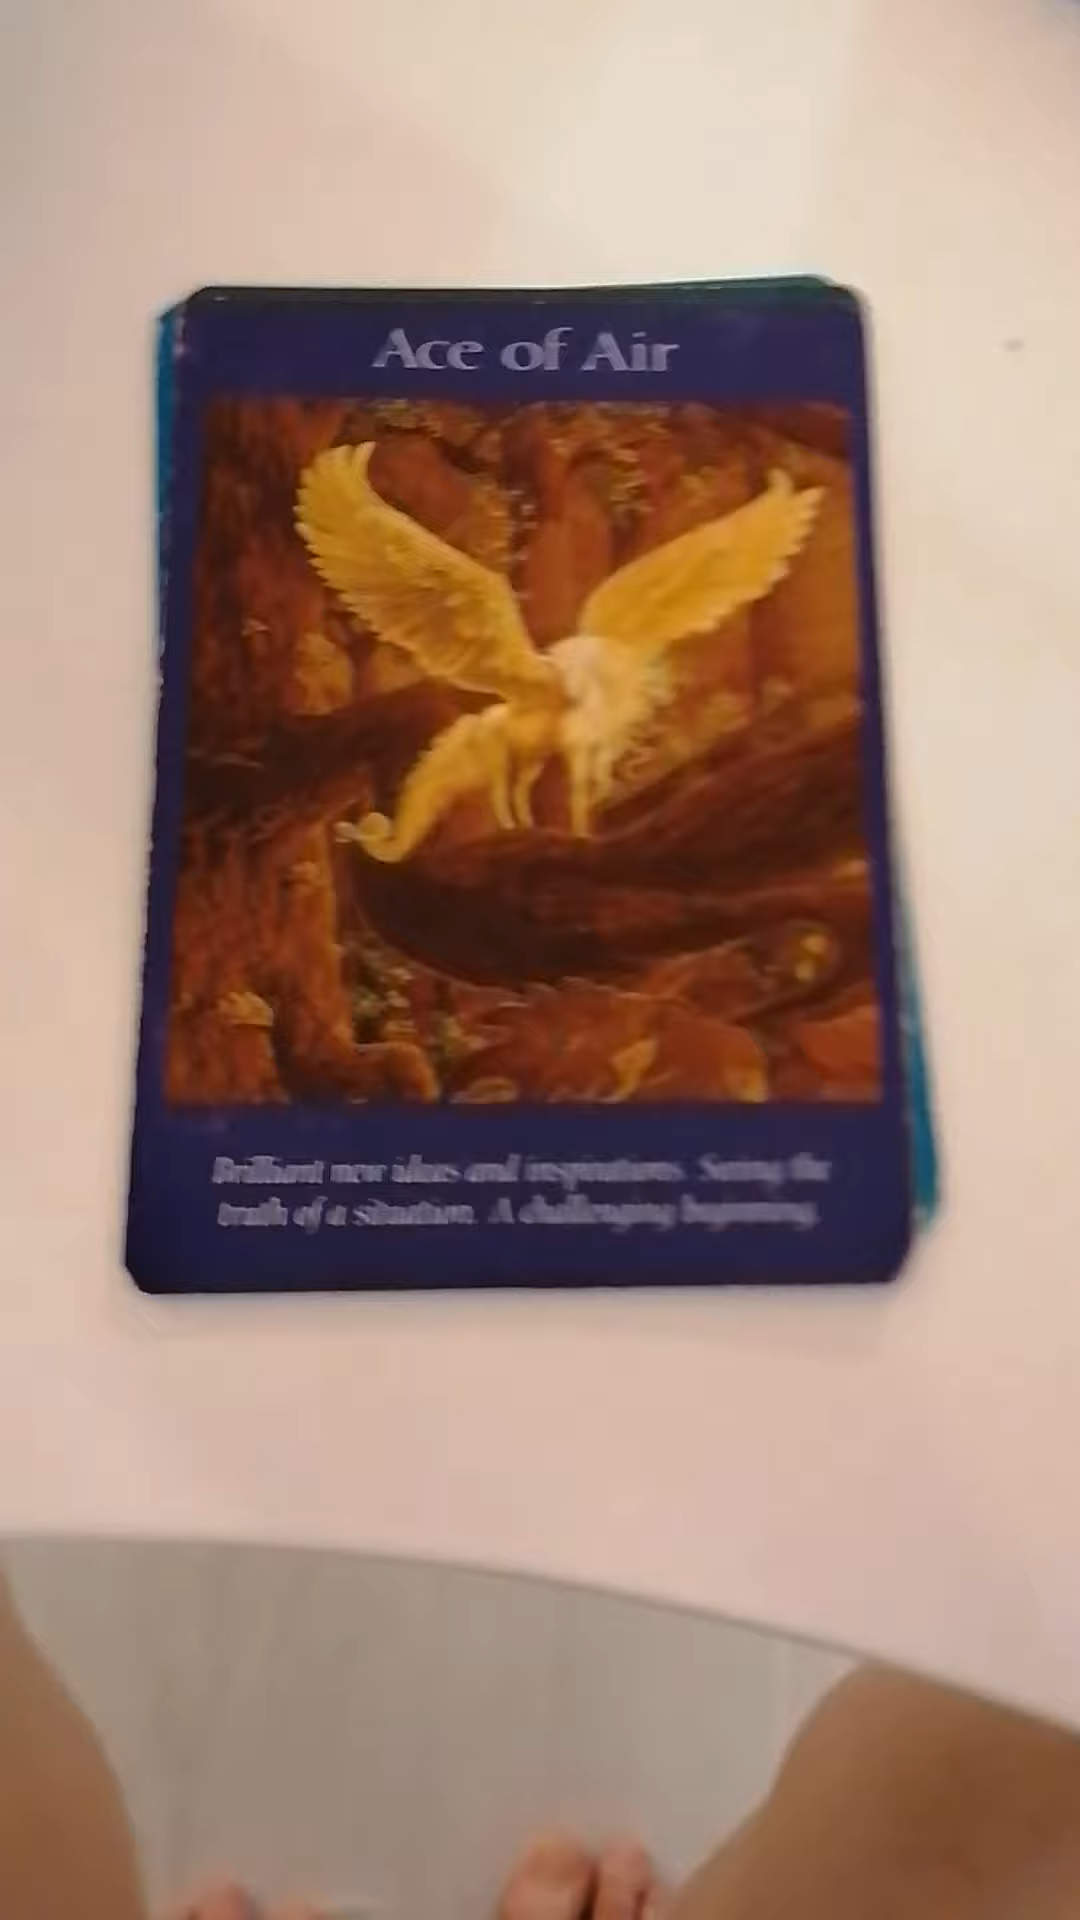 Ace of Air
Brilliant new ideas and inspirations. Seeing the
truth of a situation. A challenging beginning.